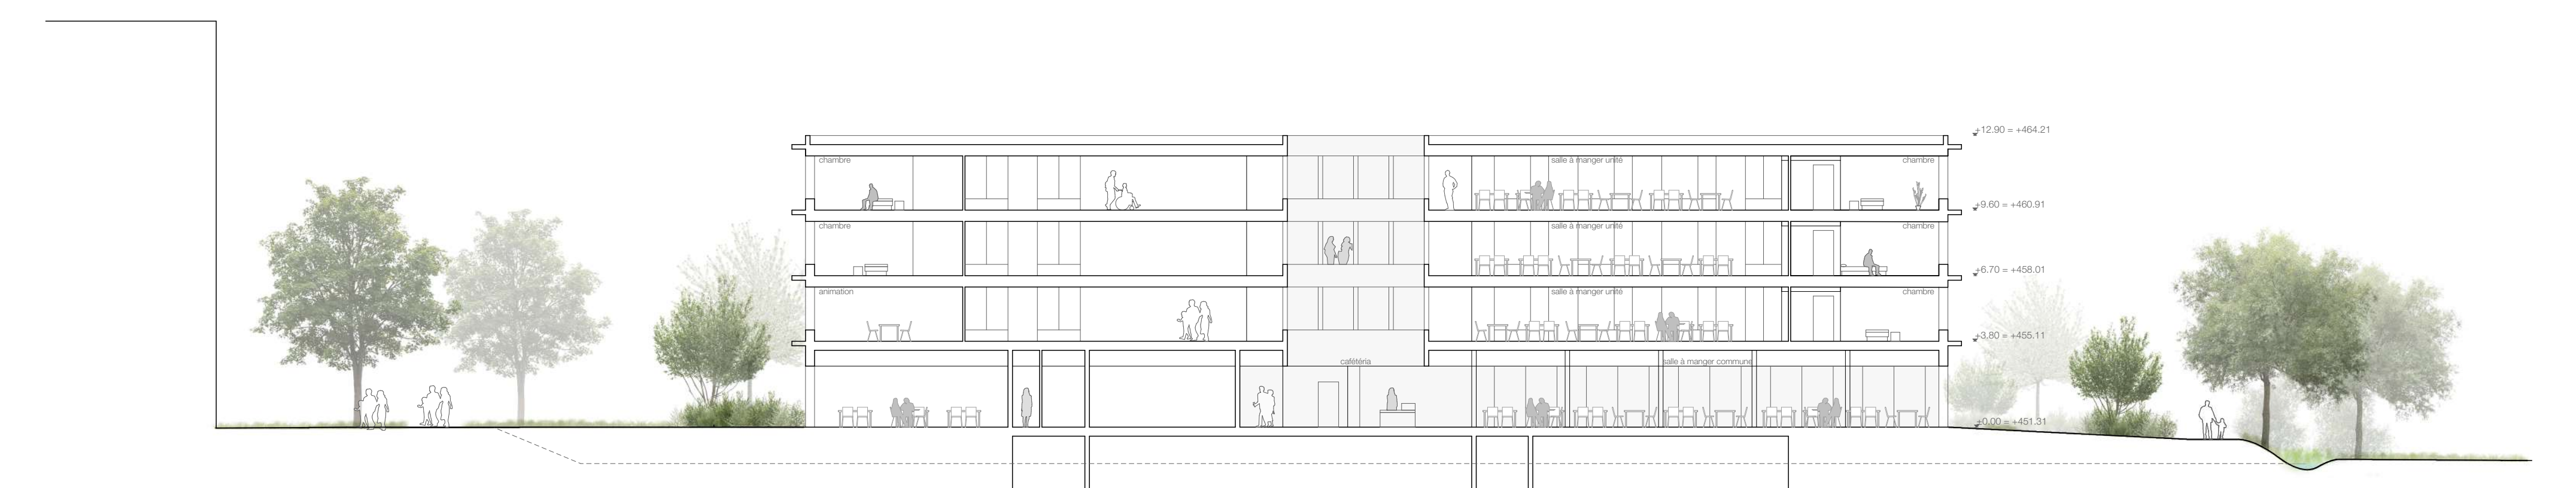 +12.90 = +464.21
chambre
salle à manger unité
chambre
+9.60 = +460.91
chambre
salle à manger unité
chambre
+6.70 = +458.01
animation
salle à manger unité
chambre
+3.80 = +455.11
cafétéria
salle à manger commune
+0.00 = +451.31